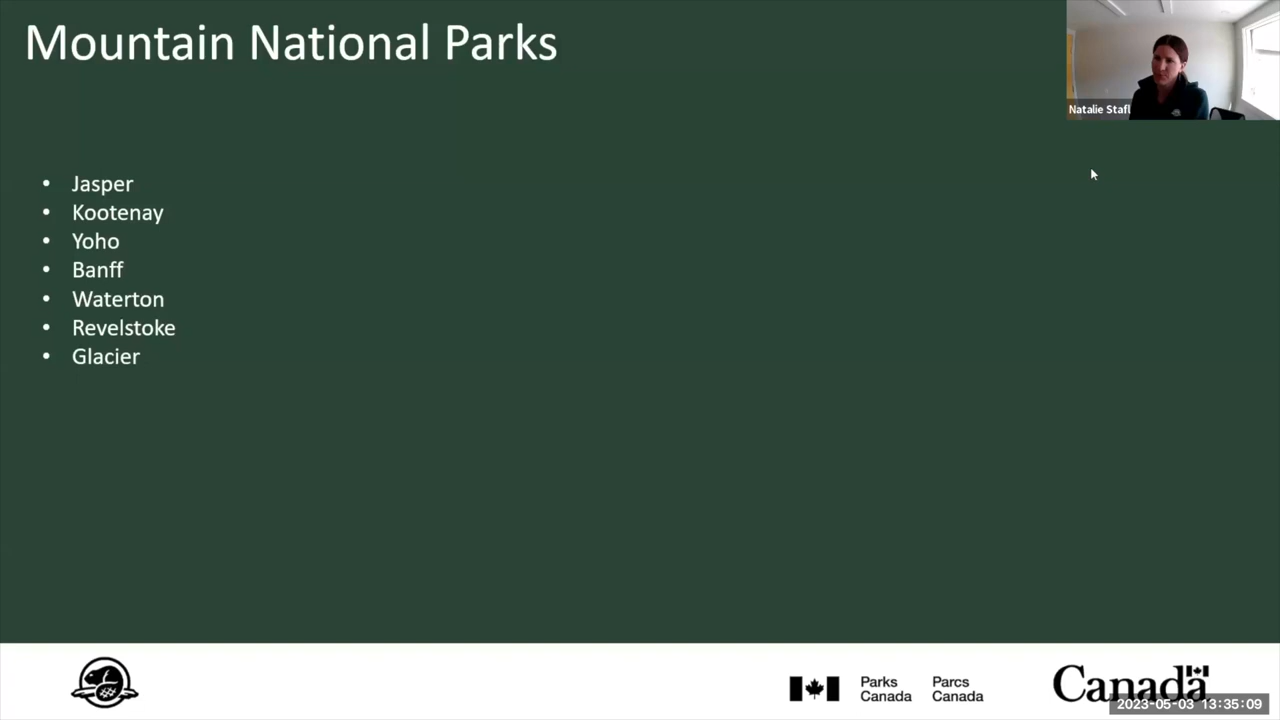 Mountain National Parks
Natalie Stafl
• Jasper
• Kootenay
• Yoho
• Banff
• Waterton
• Revelstoke
• Glacier
Parks Canada
Parcs Canada
Canada
2023-05-03 13:35:09